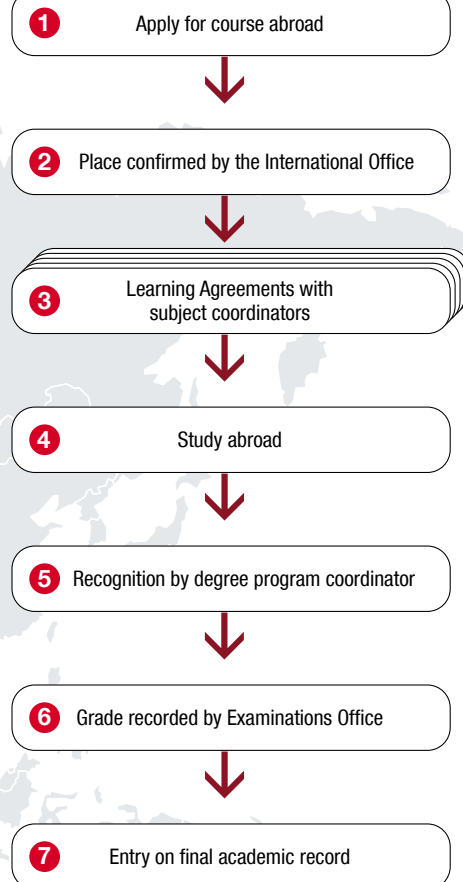 1 Apply for course abroad
2 Place confirmed by the International Office
3 Learning Agreements with
subject coordinators
4 Study abroad
5 Recognition by degree program coordinator
6 Grade recorded by Examinations Office
7 Entry on final academic record